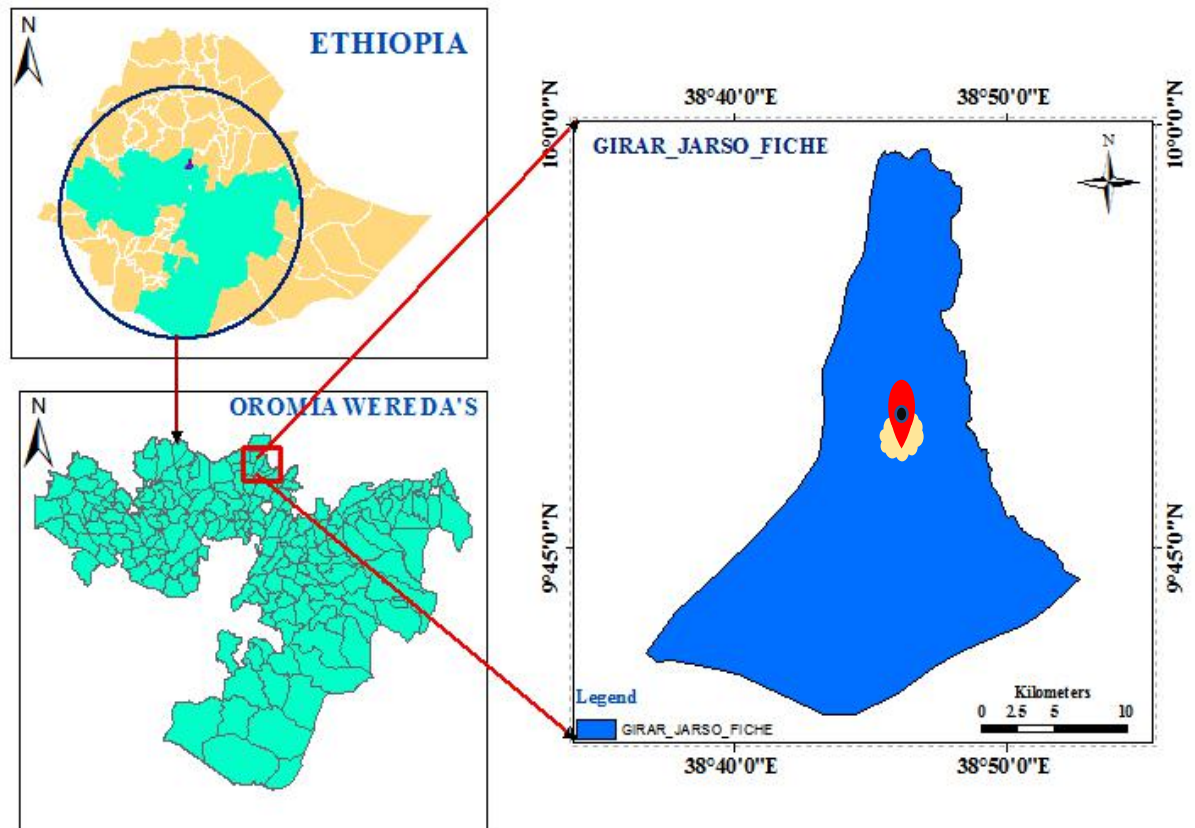 N
ETHIOPIA
N
OROMIA WEREDA'S
38°40'0"E
38°50'0"E
10°0'0"N
10°0'0"N
GIRAR_JARSO_FICHE
N
9°45'0"N
9°45'0"N
Legend
GIRAR_JARSO_FICHE
Kilometers
0 2.5 5 10
38°40'0"E
38°50'0"E